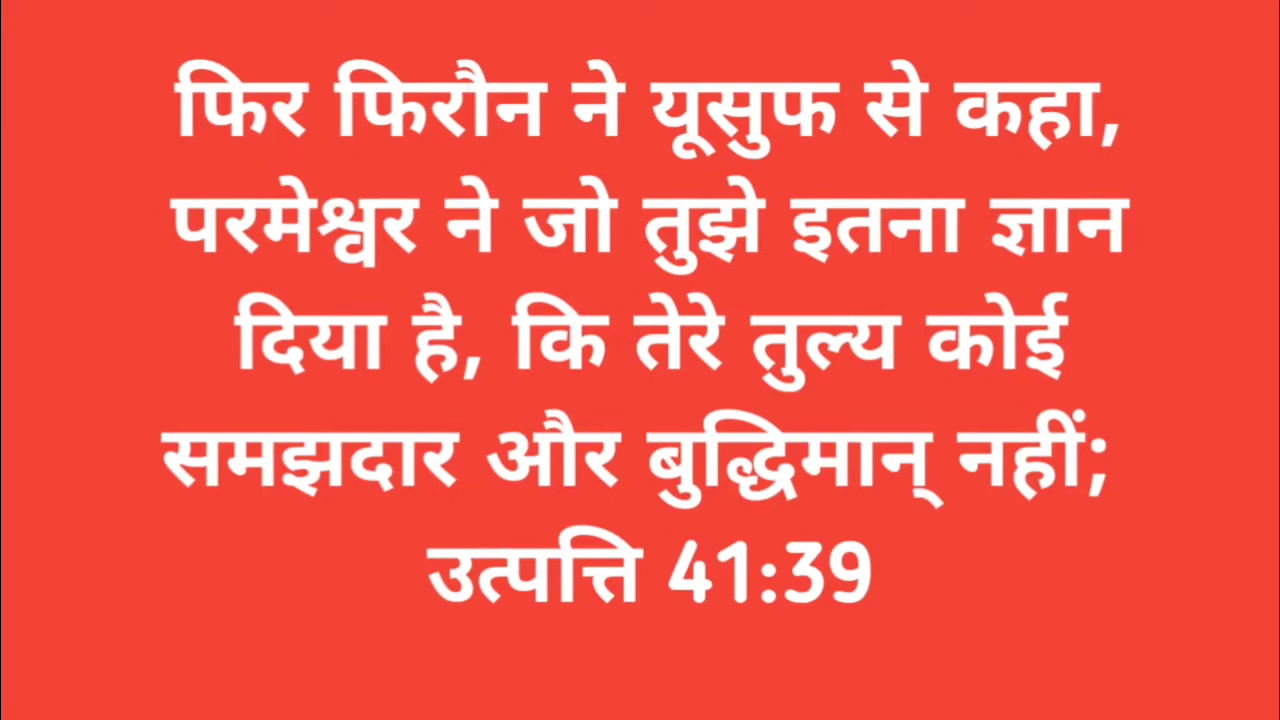 फिर फिरौन ने यूसुफ से कहा,
परमेश्वर ने जो तुझे इतना ज्ञान
दिया है, कि तेरे तुल्य कोई
समझदार और बुद्धिमान् नहीं;
उत्पत्ति 41:39